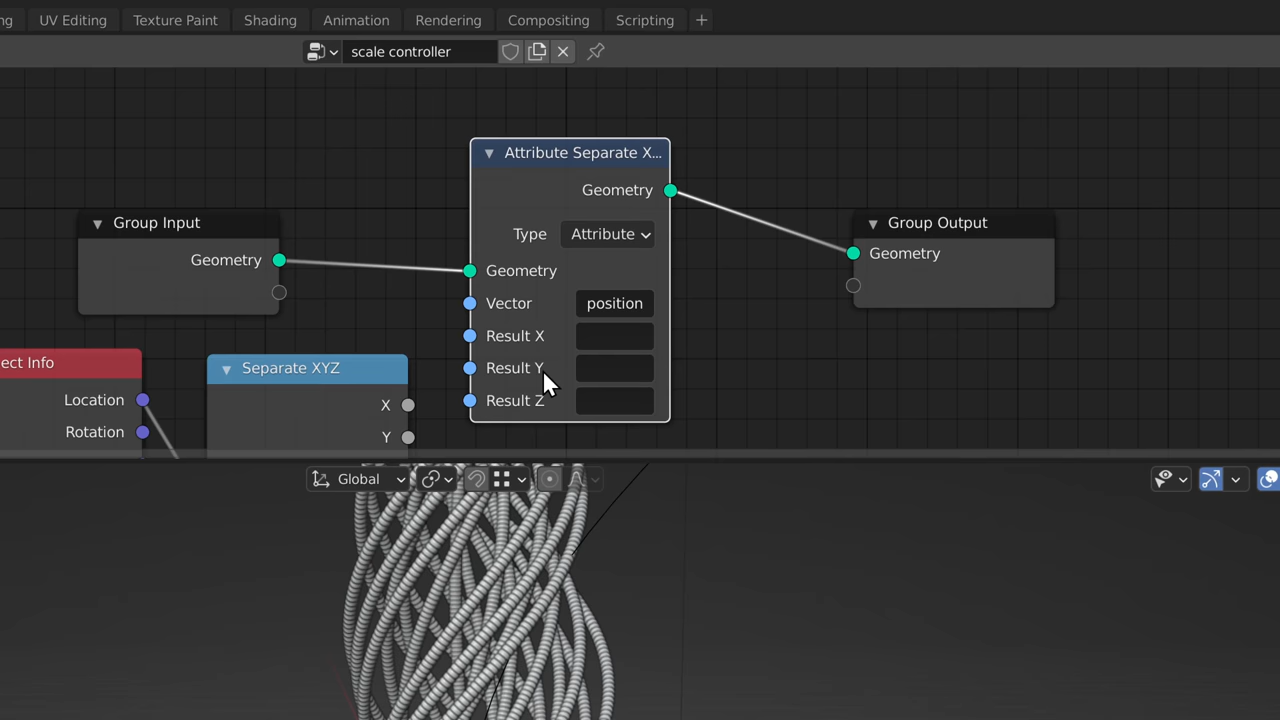 ng UV Editing Texture Paint Shading Animation Rendering Compositing Scripting +
scale controller
Attribute Separate X...
Geometry
Type Attribute
Geometry
Vector position
Result X
Result Y
Result Z
Group Input
Geometry
Group Output
Geometry
ect Info
Location
Rotation
Separate XYZ
X
Y
Global